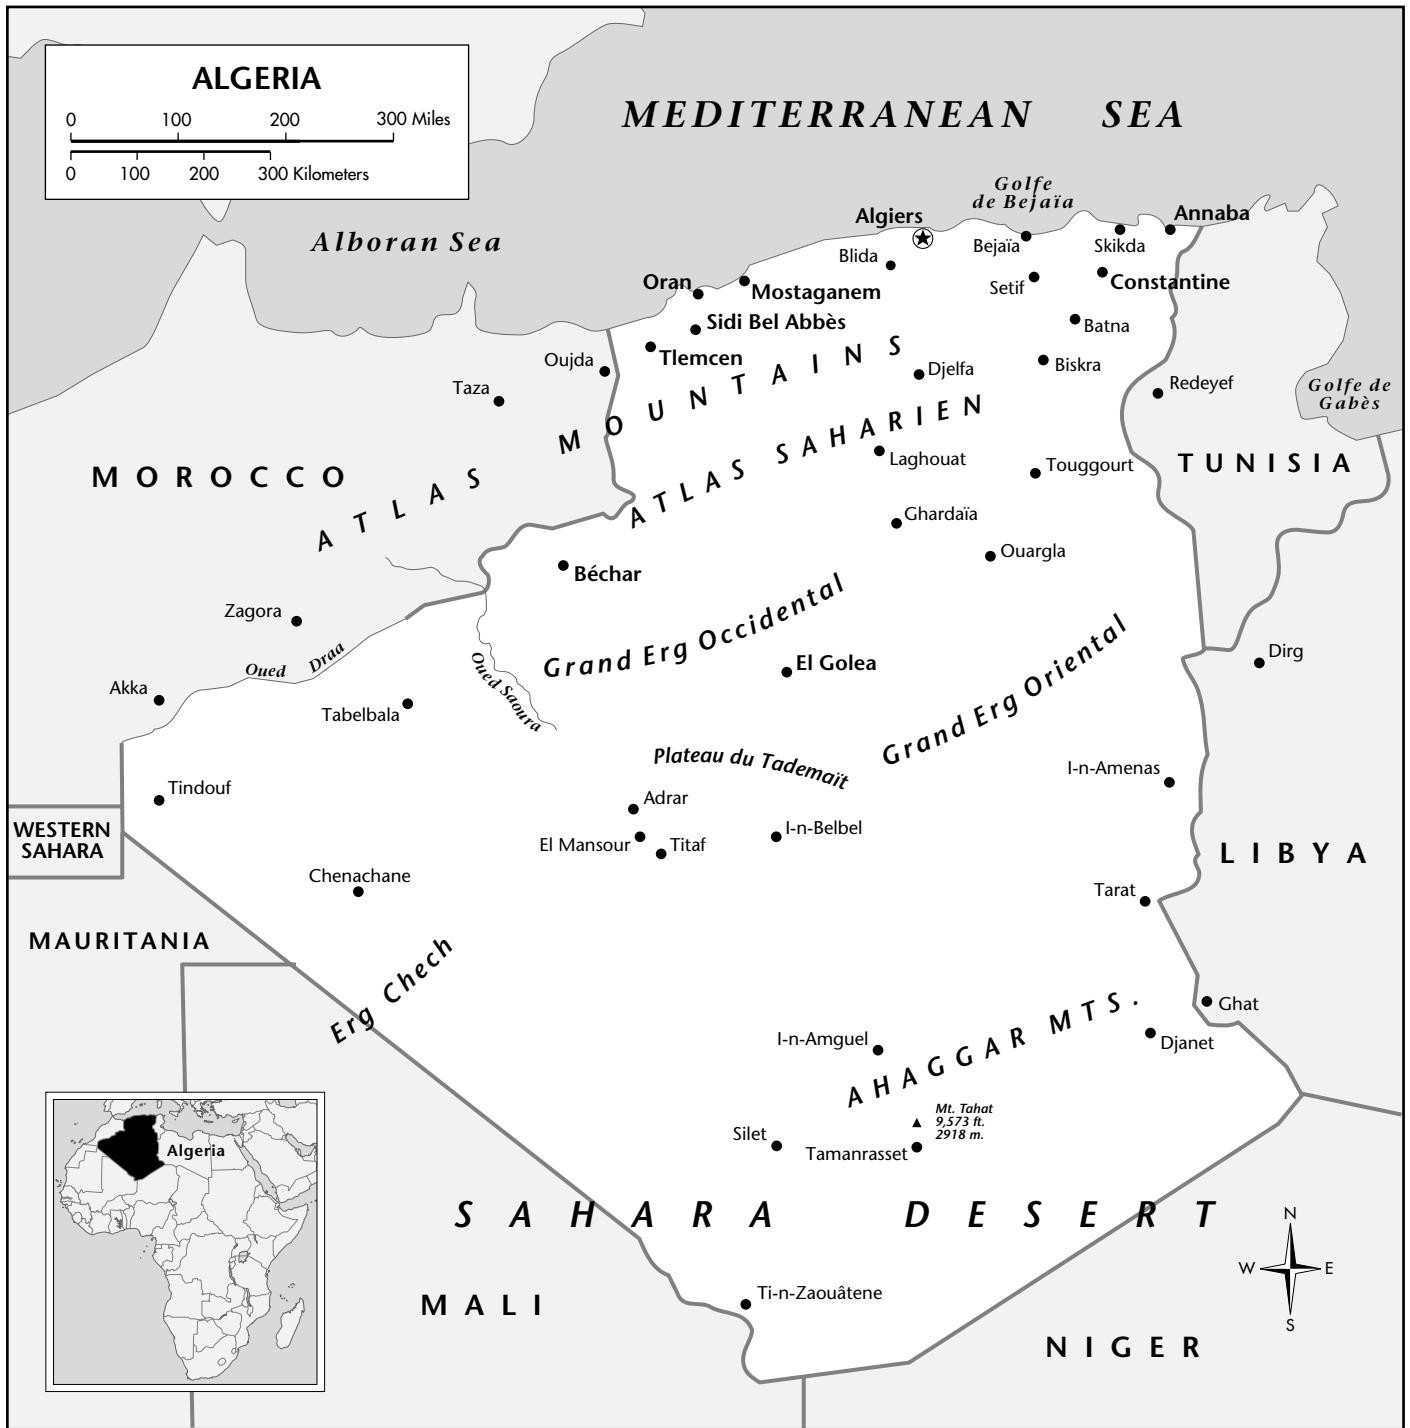 ALGERIA
0 100 200 300 Miles
0 100 200 300 Kilometers
MEDITERRANEAN SEA
Golfe
de Bejaïa
Alboran Sea
Algiers
Annaba
Blida
Bejaïa
Skikda
Oran
Mostaganem
Setif
Constantine
Sidi Bel Abbès
Batna
Tlemcen
Oujda
Djelfa
Biskra
Taza
Redeyef
Golfe de
Gabès
ATLAS MOUNTAINS
ATLAS SAHARIEN
MOROCCO
Laghouat
Touggourt
TUNISIA
Ghardaïa
Ouargla
Béchar
Zagora
Oued Draa
Oued Saoura
Grand Erg Occidental
El Golea
Grand Erg Oriental
Dirg
Akka
Tabelbala
Plateau du Tademaït
I-n-Amenas
Tindouf
Adrar
El Mansour
Titaf
I-n-Belbel
WESTERN
SAHARA
LIBYA
Chenachane
Tarat
MAURITANIA
Erg Chech
Ghat
I-n-Amguel
AHAGGAR MTS.
Djanet
Mt. Tahat
9,573 ft.
2918 m.
Silet
Tamanrasset
Algeria
SAHARA DESERT
N
W E
S
Ti-n-Zaouâtene
MALI
NIGER